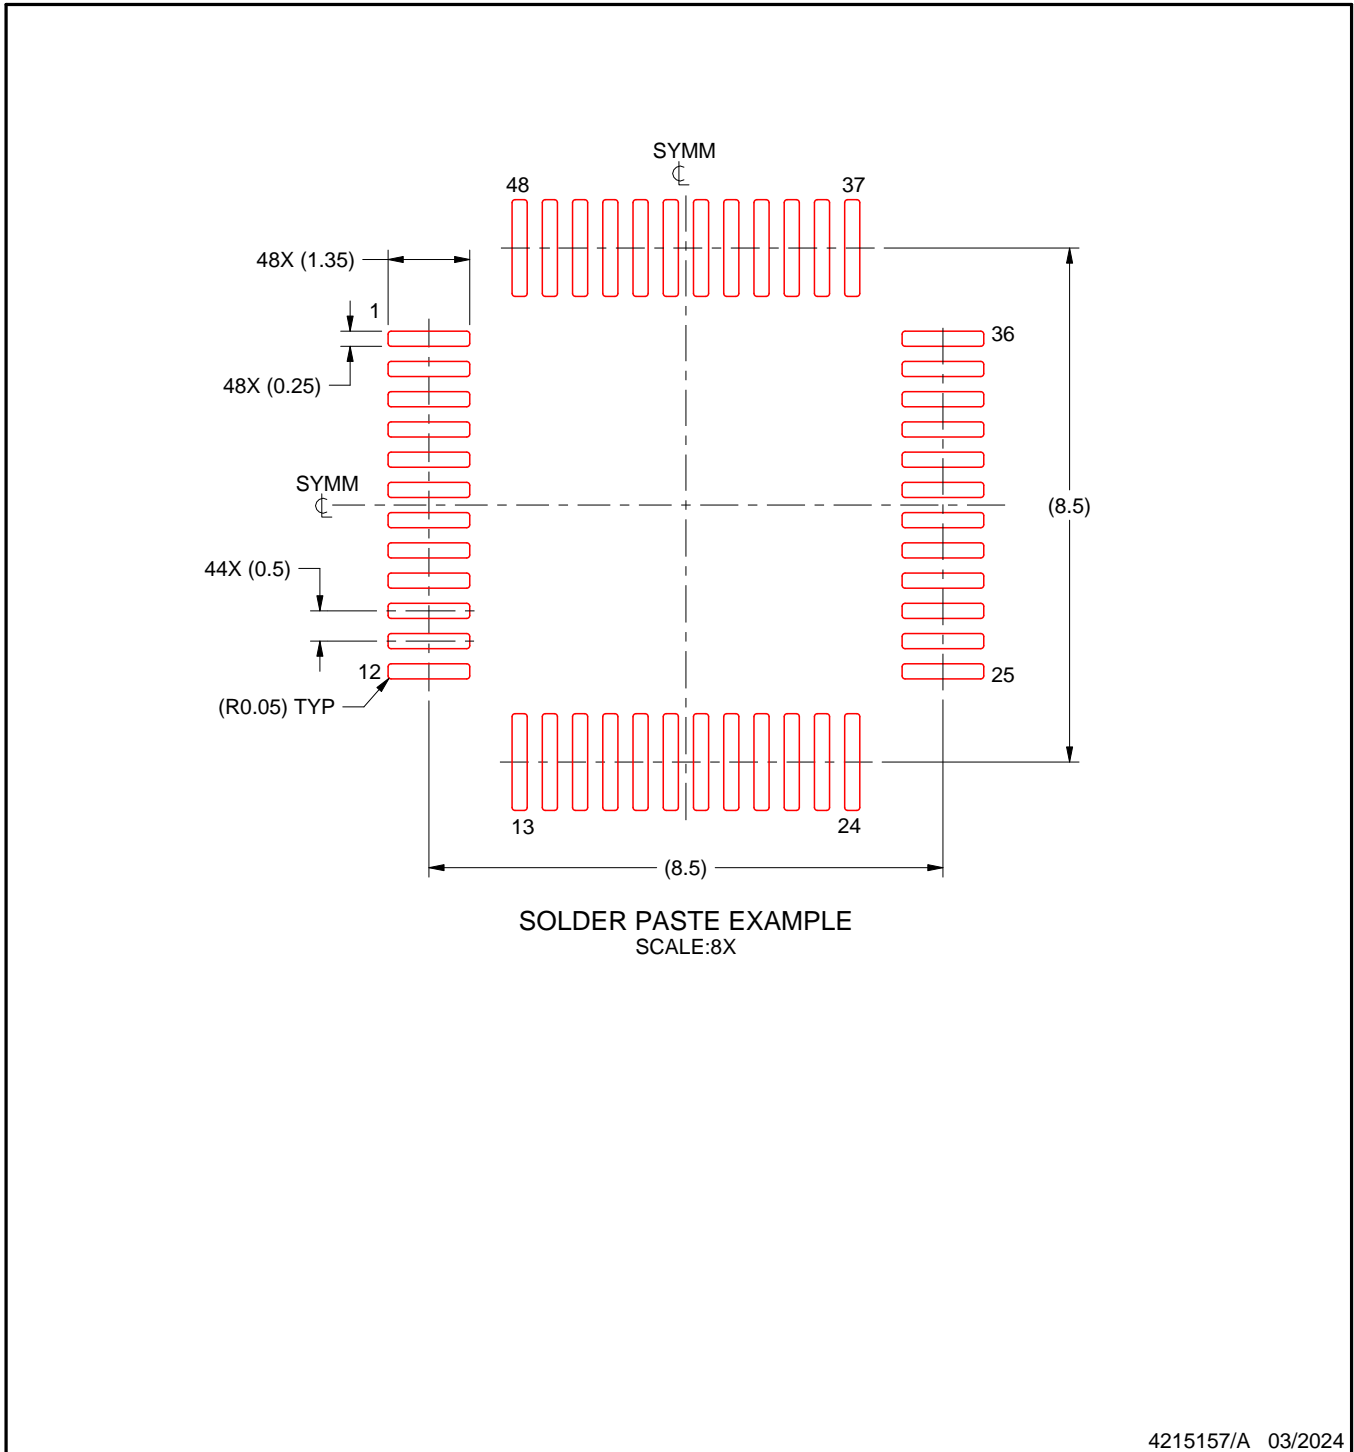 SYMM
48
37
48X (1.35)
1
36
48X (0.25)
SYMM
(8.5)
44X (0.5)
12
25
(R0.05) TYP
13
24
(8.5)
SOLDER PASTE EXAMPLE
SCALE:8X
4215157/A 03/2024